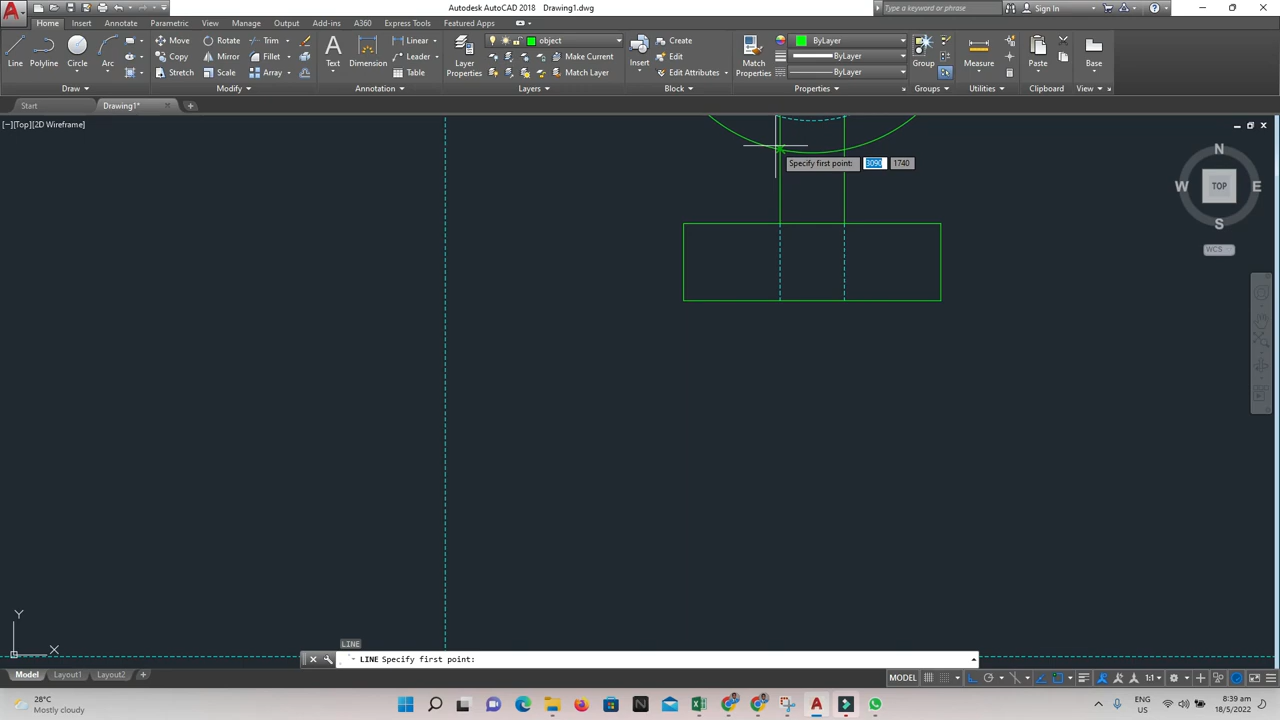 Autodesk AutoCAD 2018 Drawing1.dwg
Type a keyword or phrase
Sign In
Home Insert Annotate Parametric View Manage Output Add-ins A360 Express Tools Featured Apps
Line Polyline Circle Arc
Move Rotate Trim
Copy Mirror Fillet
Stretch Scale Array
Text Dimension
Linear
Leader
Table
Layer
Properties
object
Make Current
Match Layer
Insert
Create
Edit
Edit Attributes
Match
Properties
ByLayer
ByLayer
ByLayer
Group
Measure
Paste
Base
Draw Modify Annotation Layers Block Properties Groups Utilities Clipboard View
Start Drawing1*
[−][Top][2D Wireframe]
N
W TOP E
S
WCS
Specify first point: 3090 1740
Y
X
LINE
LINE Specify first point:
Model Layout1 Layout2
MODEL
1:1
28°C
Mostly cloudy
ENG
US
8:39 am
18/5/2022